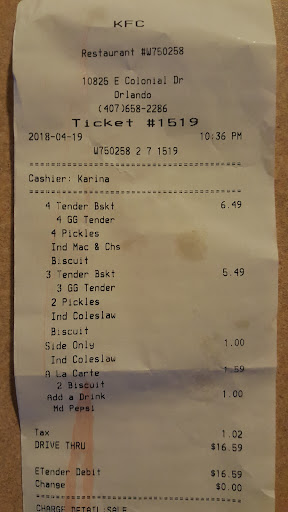 KFC
Restaurant #W750258
10825 E Colonial Dr
Orlando
(407)658-2286
Ticket #1519
2018-04-19 10:36 PM
W750258 2 7 1519
Cashier: Karina
4 Tender Bskt 6.49
4 GG Tender
4 Pickles
Ind Mac & Chs
Biscuit
3 Tender Bskt 5.49
3 GG Tender
2 Pickles
Ind Coleslaw
Biscuit
Side Only 1.00
Ind Coleslaw
A La Carte 1.59
2 Biscuit
Add a Drink 1.00
Md Pepsi
Tax 1.02
DRIVE THRU $16.59
ETender Debit $16.59
Change $0.00
CHARGE DETAIL:SALE